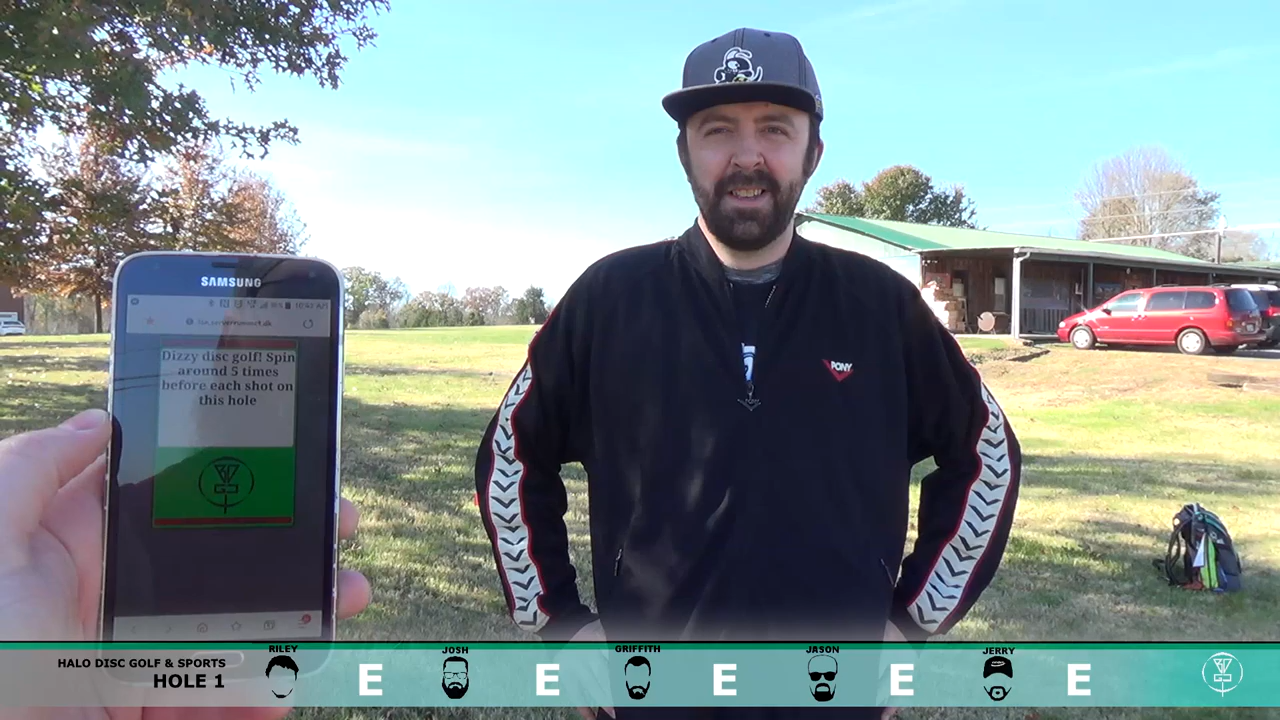 SAMSUNG
Dizzy disc golf! Spin
around 5 times
before each shot on
this hole
PONY
HALO DISC GOLF & SPORTS
HOLE 1
RILEY
E
JOSH
E
GRIFFITH
E
JASON
E
JERRY
E